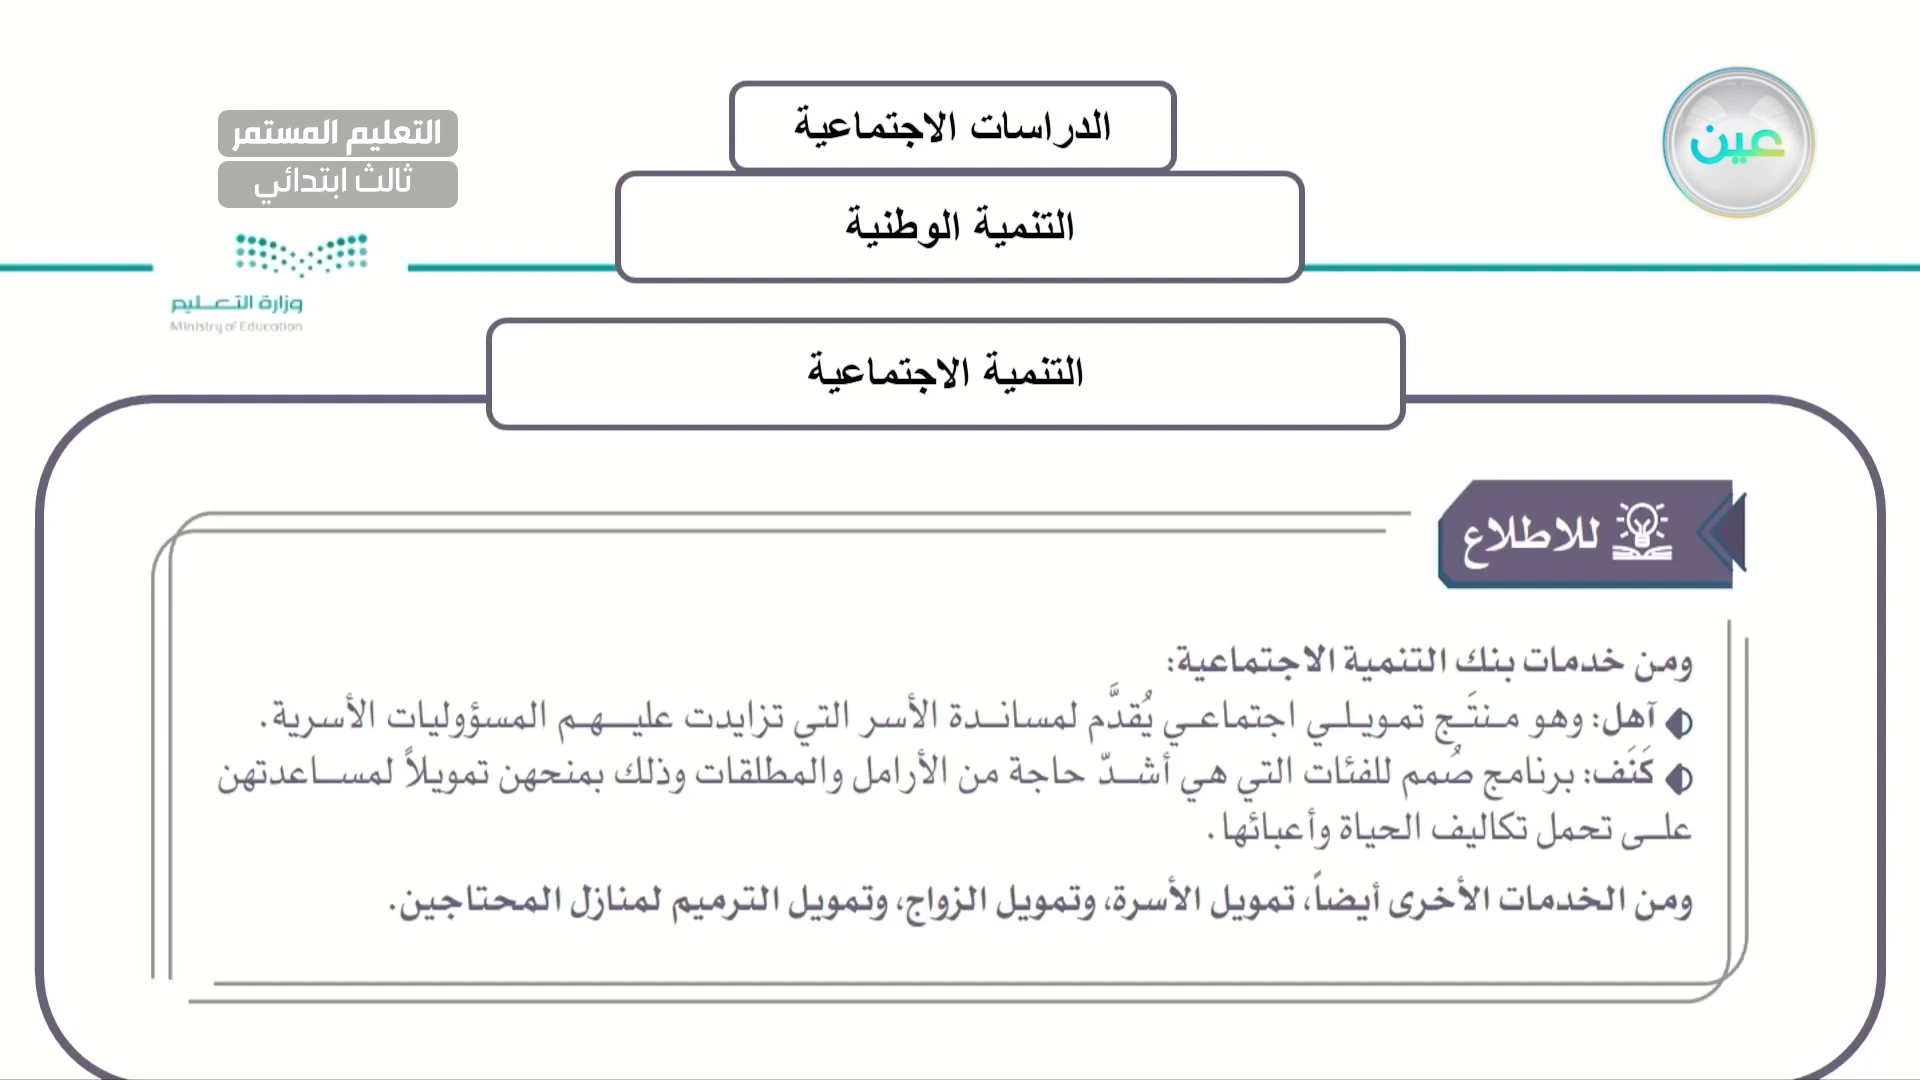 الدراسات الاجتماعية
عين
التعليم المستمر
ثالث ابتدائي
التنمية الوطنية
وزارة التعـليم
Ministry of Education
التنمية الاجتماعية
للاطلاع
ومن خدمات بنك التنمية الاجتماعية:
آهل: وهو منتَج تمويلي اجتماعي يُقدَّم لمساندة الأسر التي تزايدت عليهم المسؤوليات الأسرية.
كَنَف: برنامج صُمم للفئات التي هي أشدّ حاجة من الأرامل والمطلقات وذلك بمنحهن تمويلاً لمساعدتهن
على تحمل تكاليف الحياة وأعبائها.
ومن الخدمات الأخرى أيضاً، تمويل الأسرة، وتمويل الزواج، وتمويل الترميم لمنازل المحتاجين.